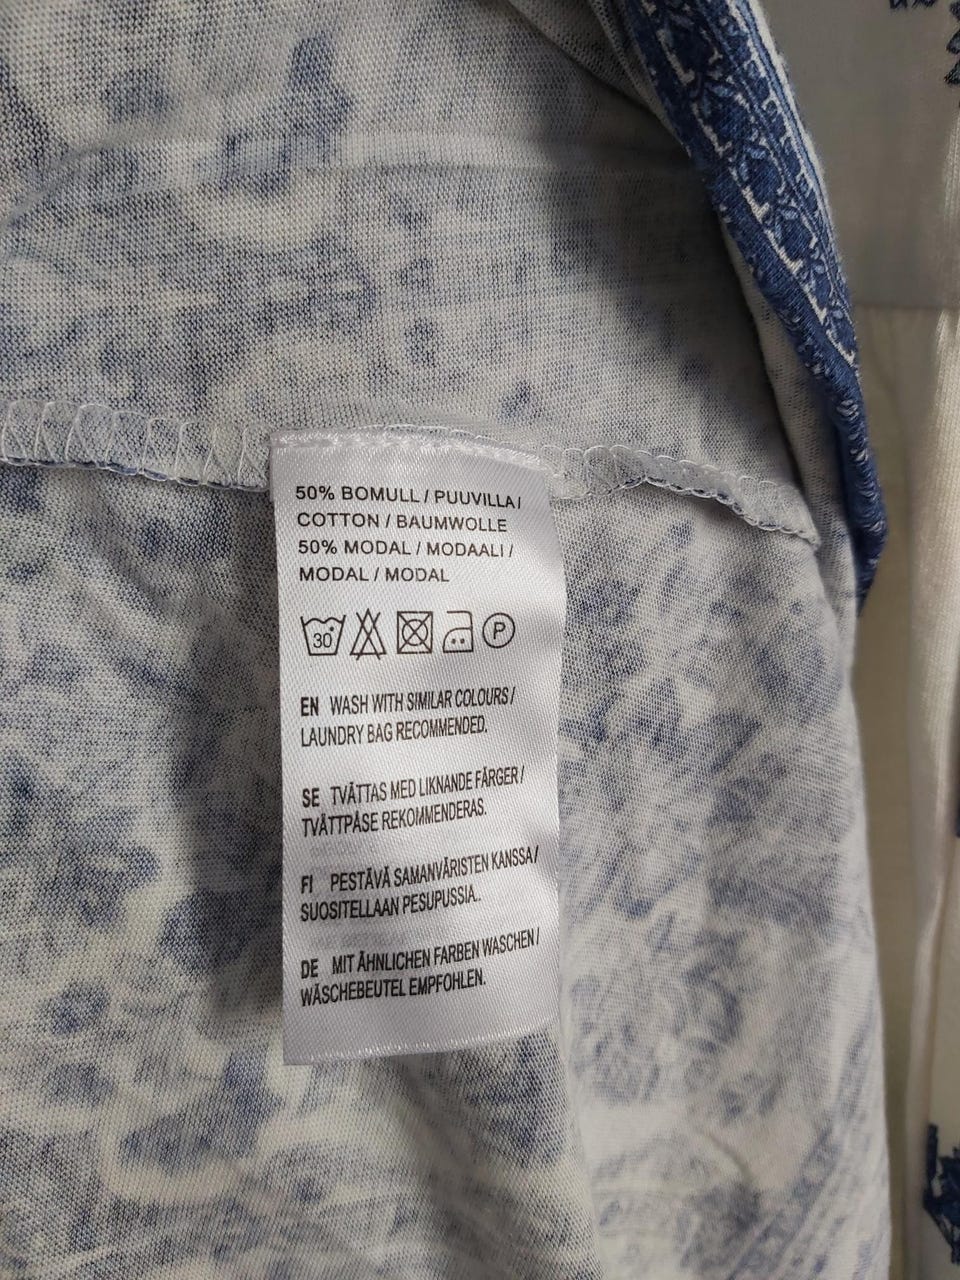 50% BOMULL / PUUVILLA /
COTTON / BAUMWOLLE
50% MODAL / MODAALI /
MODAL / MODAL
30° P
EN WASH WITH SIMILAR COLOURS /
LAUNDRY BAG RECOMMENDED.
SE TVÄTTAS MED LIKNANDE FÄRGER /
TVÄTTPÅSE REKOMMENDERAS.
FI PESTÄVÄ SAMANVÄRISTEN KANSSA /
SUOSITELLAAN PESUPUSSIA..
DE MIT ÄHNLICHEN FARBEN WASCHEN /
WÄSCHEBEUTEL EMPFOHLEN.